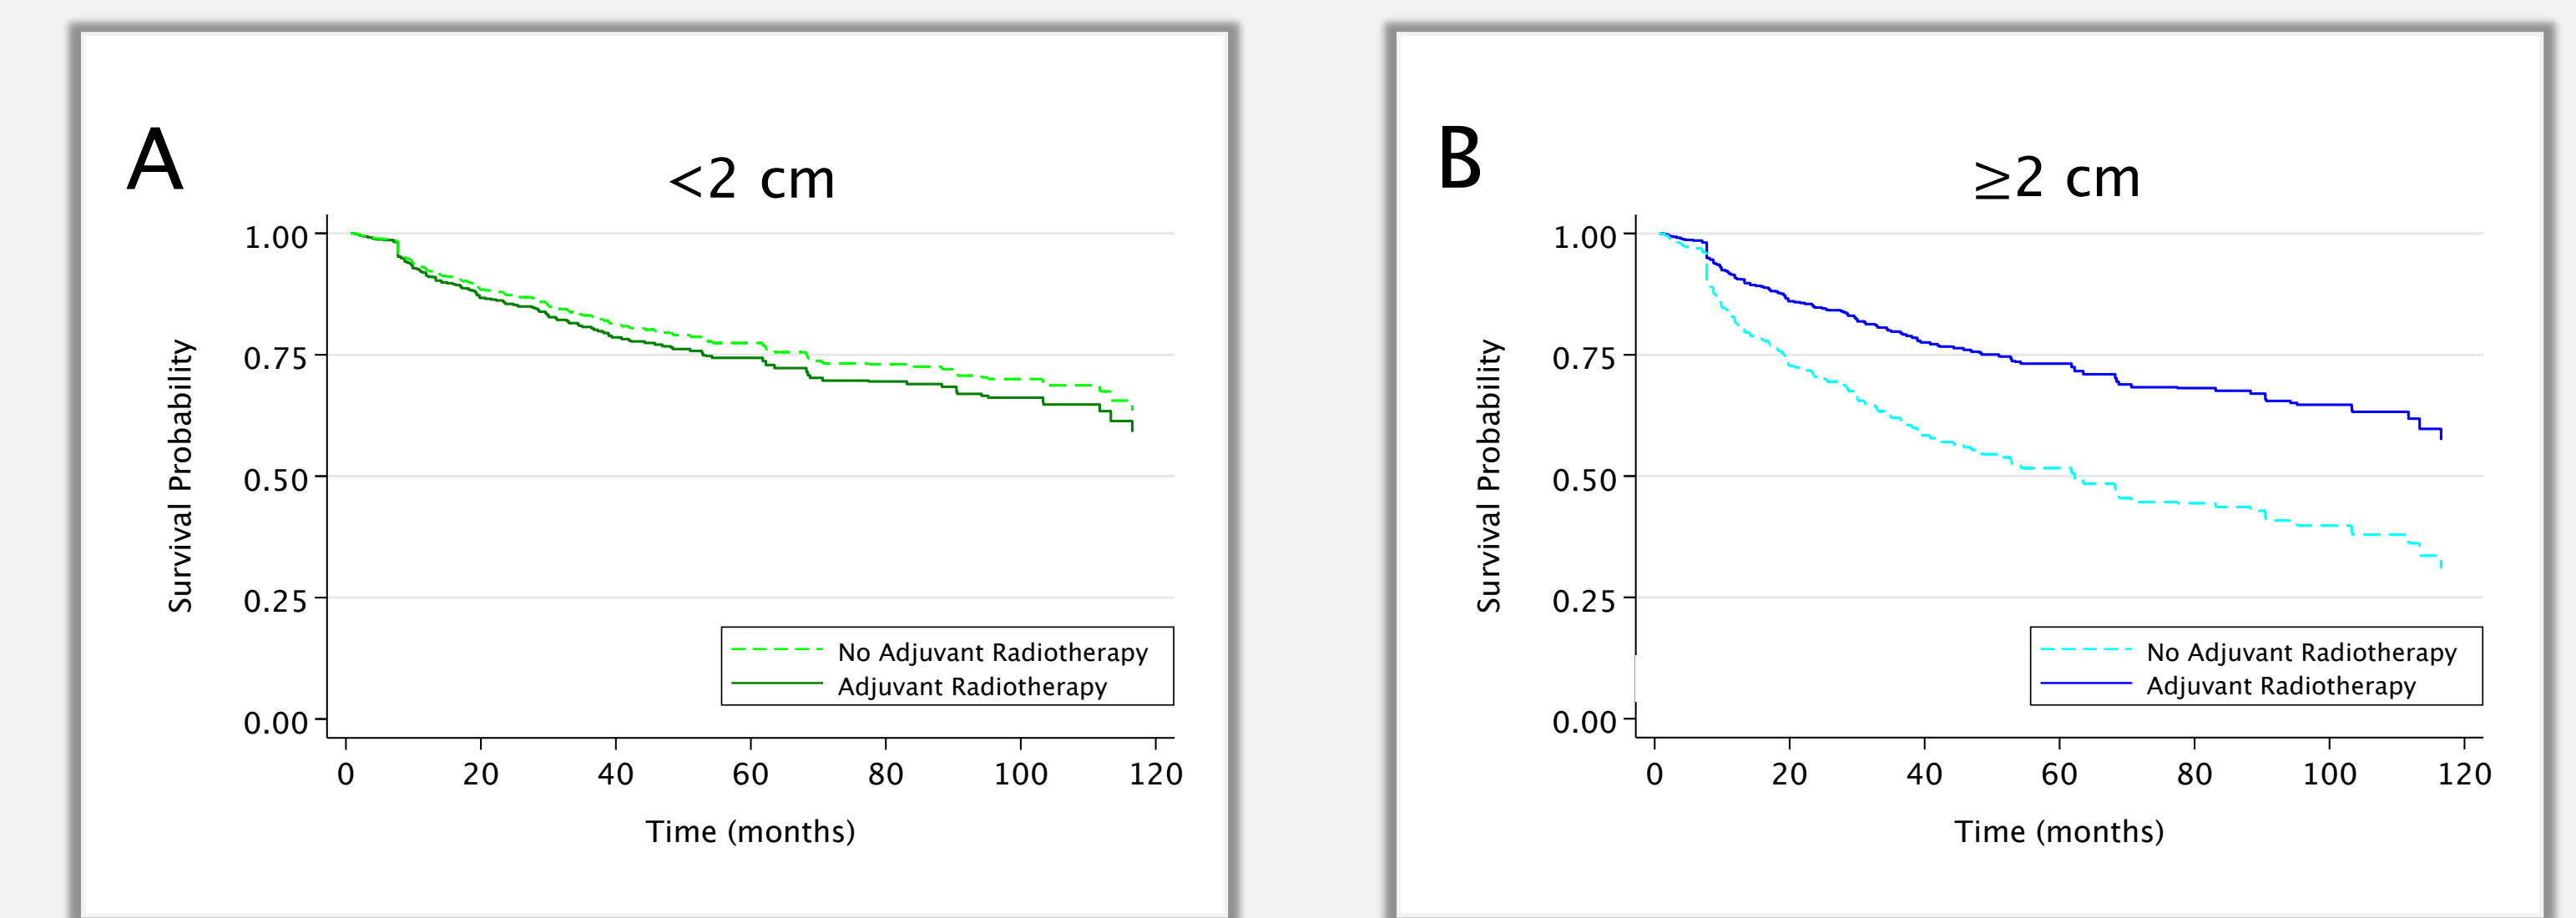 A
<2 cm
1.00
0.75
0.50
0.25
0.00
Survival Probability
No Adjuvant Radiotherapy
Adjuvant Radiotherapy
0 20 40 60 80 100 120
Time (months)
B
≥2 cm
1.00
0.75
0.50
0.25
0.00
Survival Probability
No Adjuvant Radiotherapy
Adjuvant Radiotherapy
0 20 40 60 80 100 120
Time (months)